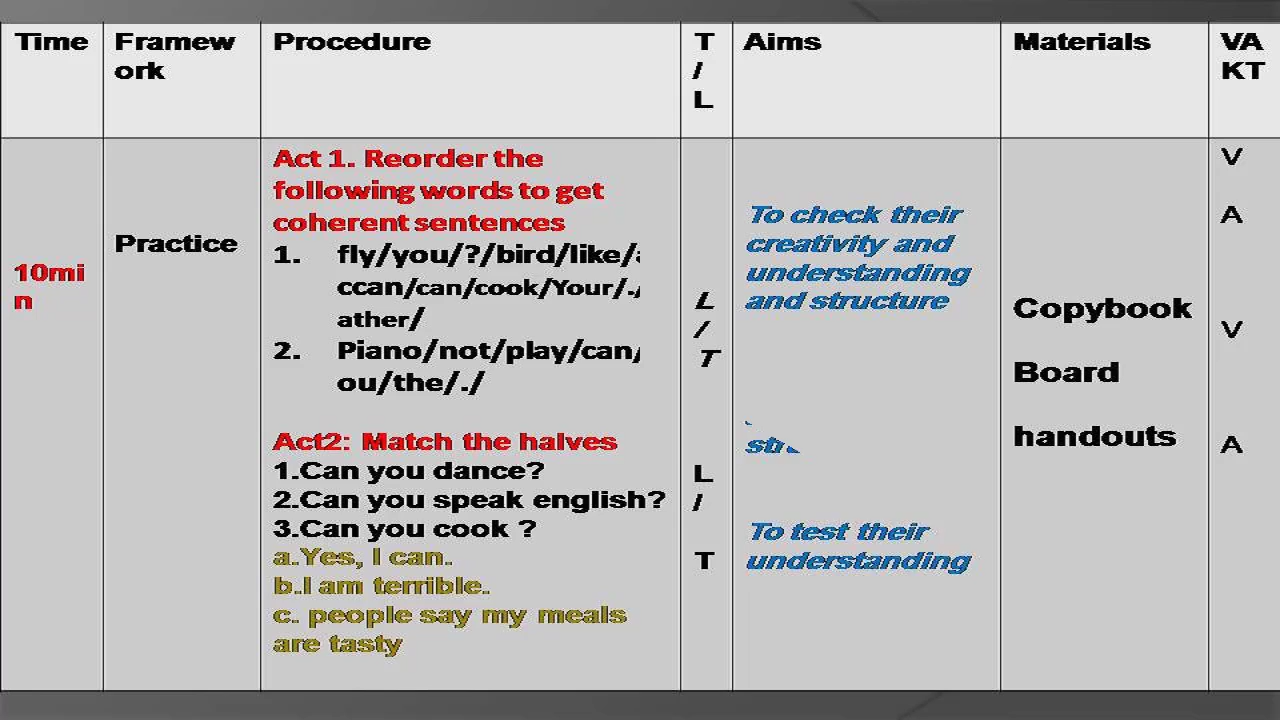 Time
Framew
ork
Procedure
T
/
L
Aims
Materials
VA
KT
10mi
n
Practice
Act 1. Reorder the
following words to get
coherent sentences
1. fly/you/?/bird/like/a
ccan/can/cook/Your/./
ather/
2. Piano/not/play/can/
ou/the/./
Act2: Match the halves
1.Can you dance?
2.Can you speak english?
3.Can you cook ?
a.Yes, I can.
b.I am terrible.
c. people say my meals
are tasty
L
/
T
L
/
T
To check their
creativity and
understanding
and structure
To test their
understanding
Copybook
Board
handouts
V
A
V
A